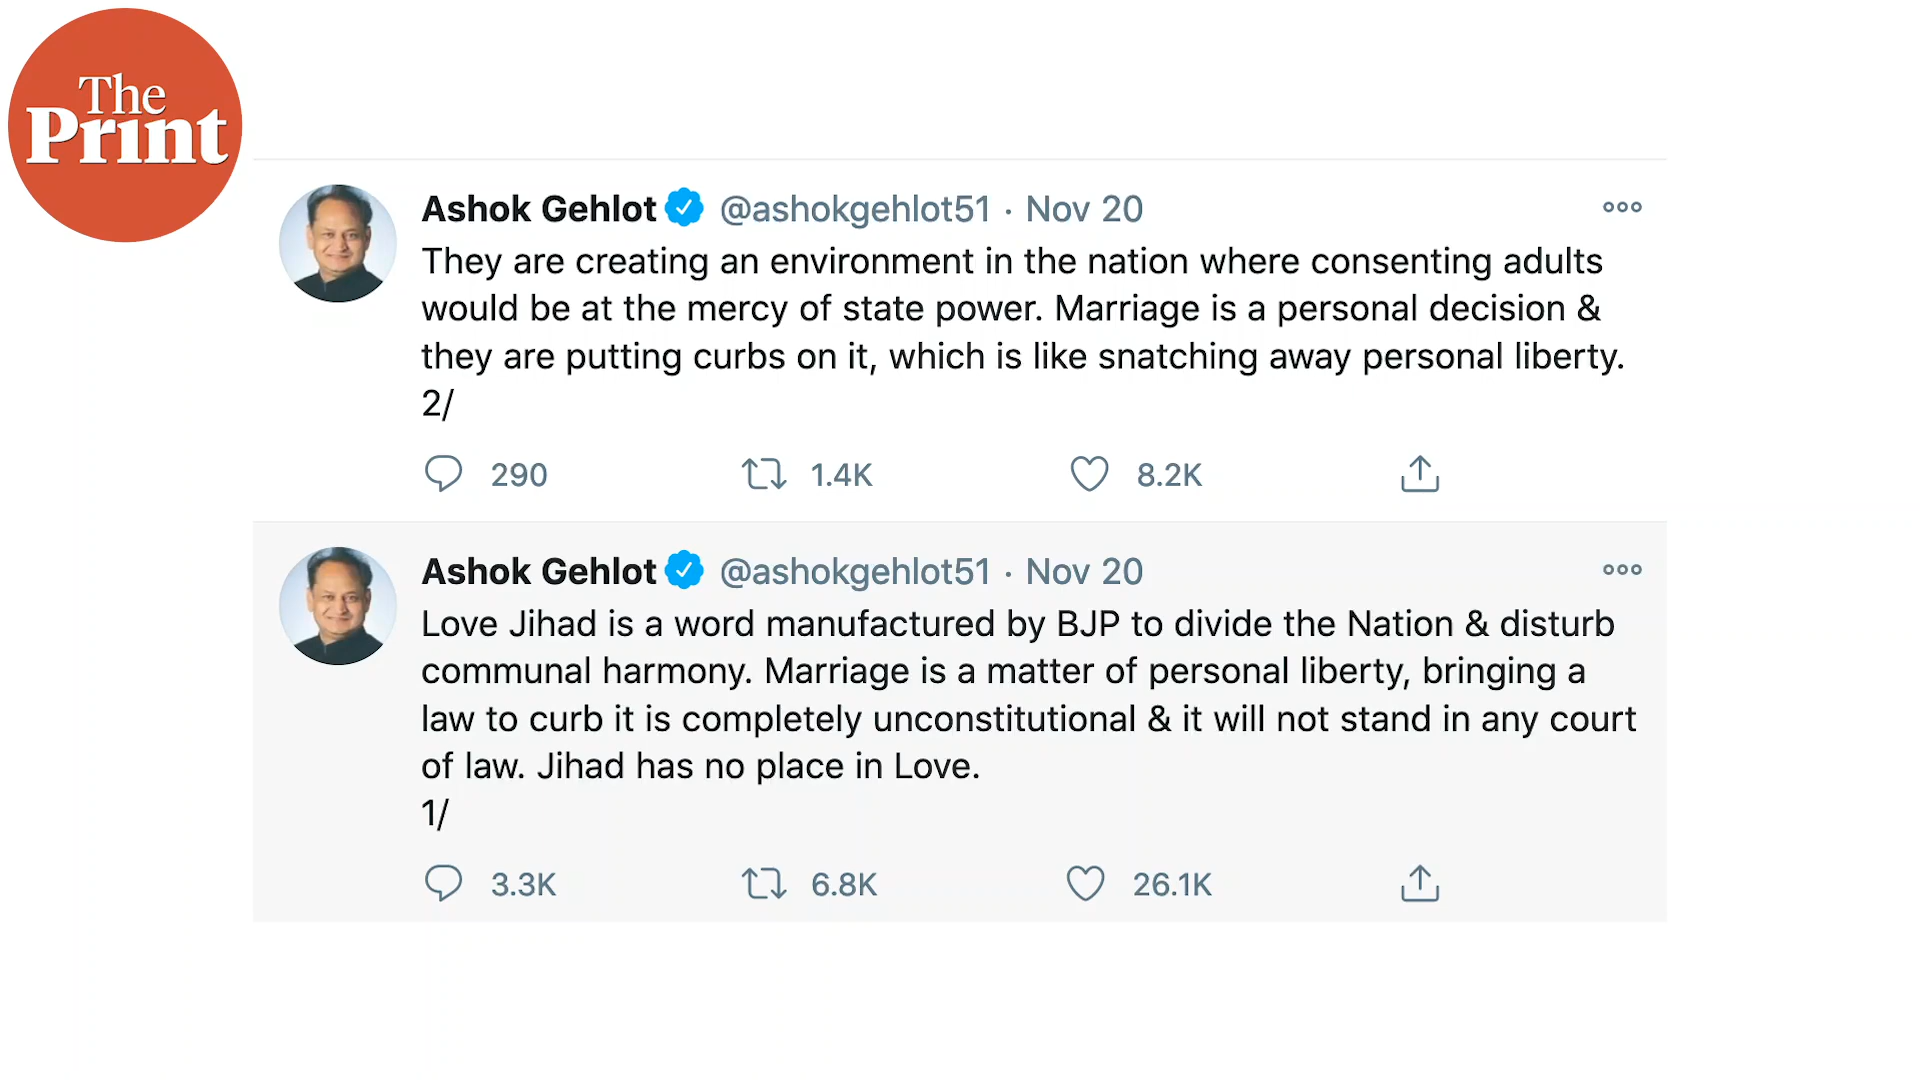 The
Print
Ashok Gehlot @ashokgehlot51 · Nov 20
They are creating an environment in the nation where consenting adults
would be at the mercy of state power. Marriage is a personal decision &
they are putting curbs on it, which is like snatching away personal liberty.
2/
290 1.4K 8.2K
Ashok Gehlot @ashokgehlot51 · Nov 20
Love Jihad is a word manufactured by BJP to divide the Nation & disturb
communal harmony. Marriage is a matter of personal liberty, bringing a
law to curb it is completely unconstitutional & it will not stand in any court
of law. Jihad has no place in Love.
1/
3.3K 6.8K 26.1K